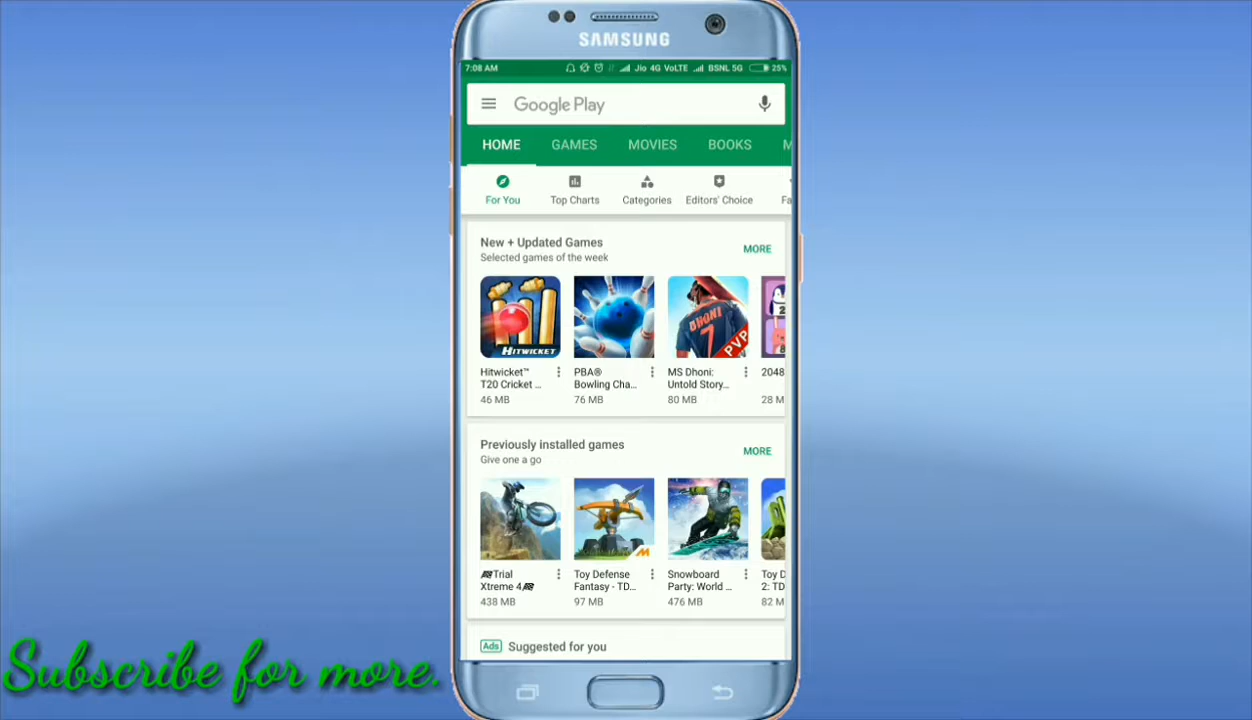 SAMSUNG
7:08 AM Jio 4G VoLTE BSNL 5G 25%
Google Play
HOME GAMES MOVIES BOOKS M
For You Top Charts Categories Editors' Choice Fa
New + Updated Games MORE
Selected games of the week
HITWICKET DHONI 7 PVP 2
Hitwicket™ PBA® MS Dhoni: 2048
T20 Cricket ... Bowling Cha... Untold Story...
46 MB 76 MB 80 MB 28 M
Previously installed games MORE
Give one a go
Trial Toy Defense Snowboard Toy D
Xtreme 4 Fantasy - TD... Party: World ... 2: TD
438 MB 97 MB 476 MB 82 M
Ads Suggested for you
Subscribe for more.